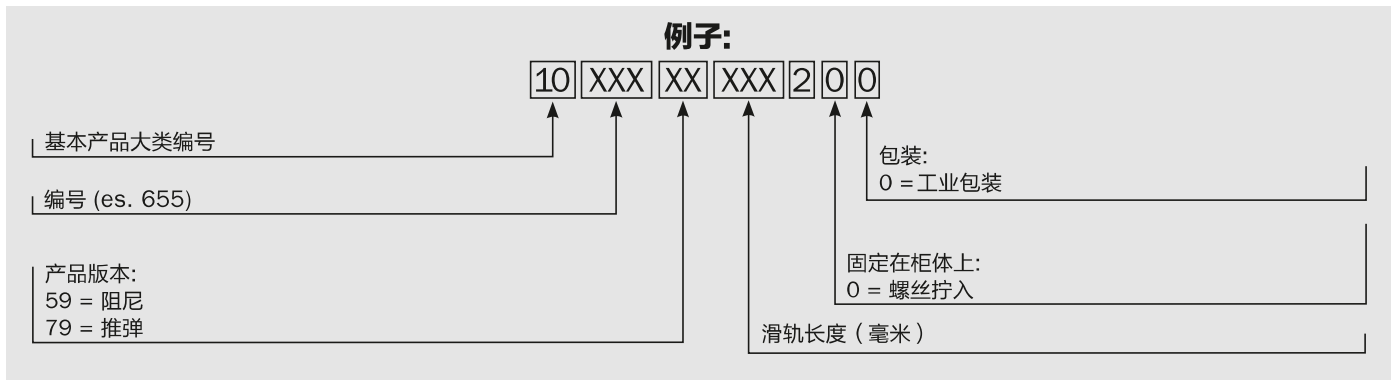 例子:
10 XXX XX XXX 2 0 0
基本产品大类编号
编号 (es. 655)
产品版本:
59 = 阻尼
79 = 推弹
包装:
0 =工业包装
固定在柜体上:
0 = 螺丝拧入
滑轨长度（毫米）